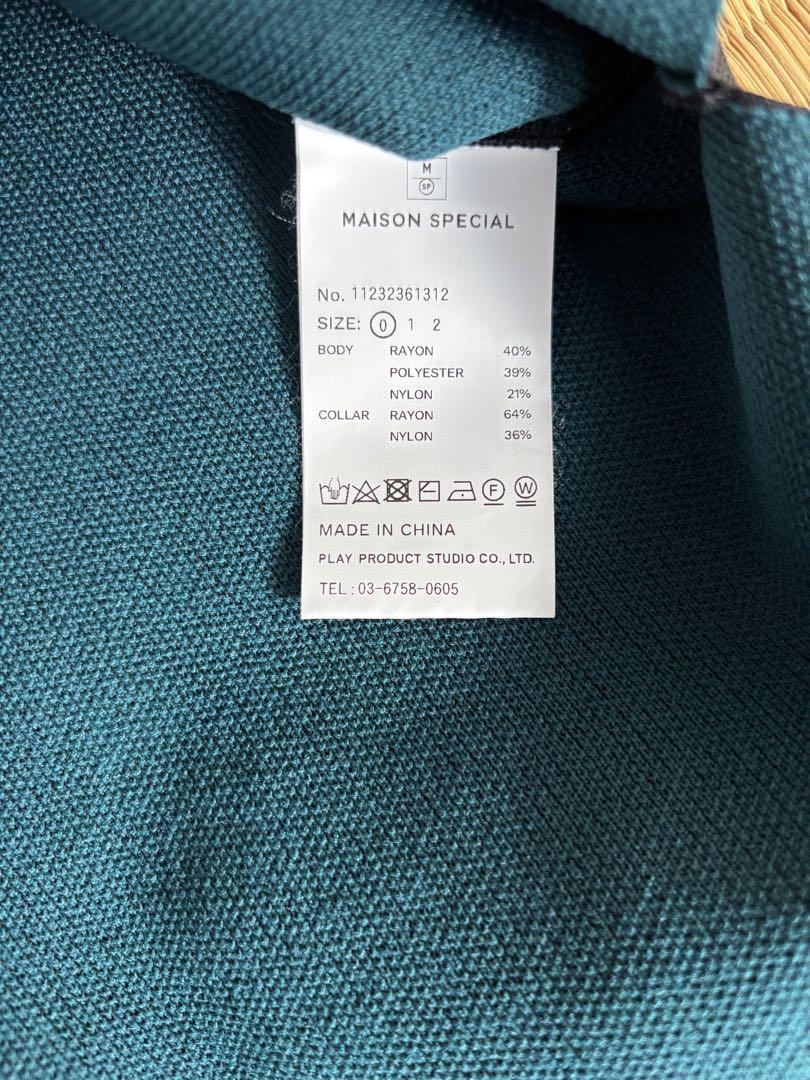 M
SP
MAISON SPECIAL
No. 11232361312
SIZE: 0 1 2
BODY RAYON 40%
POLYESTER 39%
NYLON 21%
COLLAR RAYON 64%
NYLON 36%
F W
MADE IN CHINA
PLAY PRODUCT STUDIO CO., LTD.
TEL : 03-6758-0605